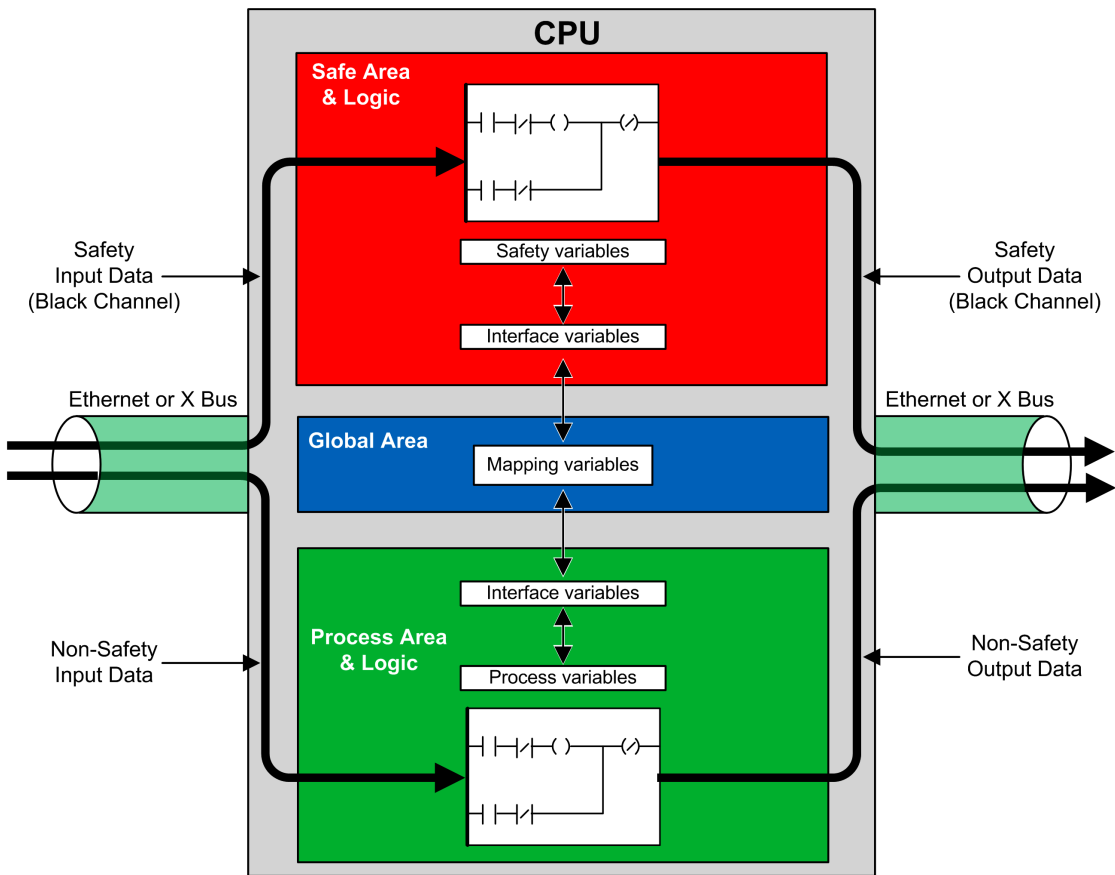 CPU
Safe Area
& Logic
Safety variables
Interface variables
Safety
Input Data
(Black Channel)
Safety
Output Data
(Black Channel)
Ethernet or X Bus
Ethernet or X Bus
Global Area
Mapping variables
Interface variables
Process Area
& Logic
Process variables
Non-Safety
Input Data
Non-Safety
Output Data